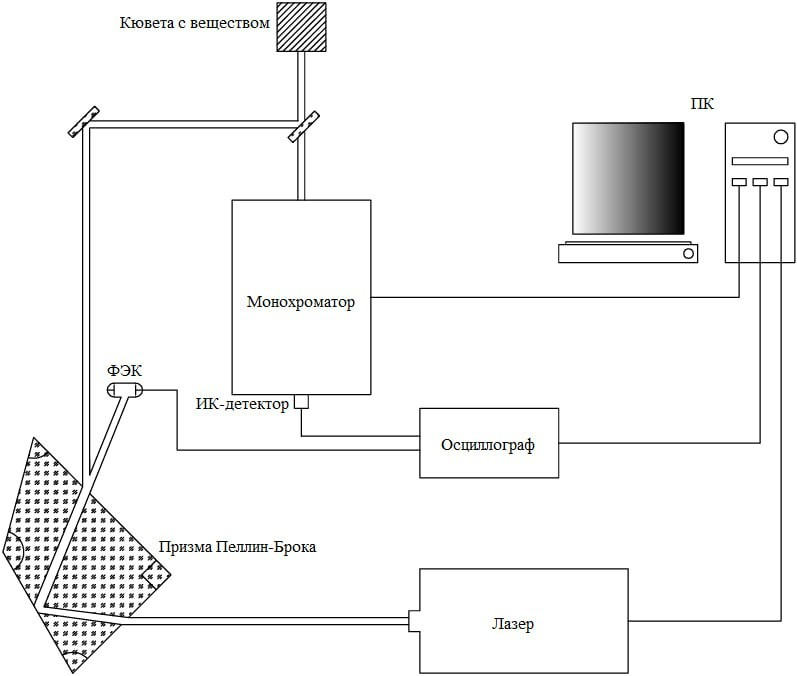 Кювета с веществом
ПК
Монохроматор
ФЭК
ИК-детектор
Осциллограф
Призма Пеллин-Брока
Лазер